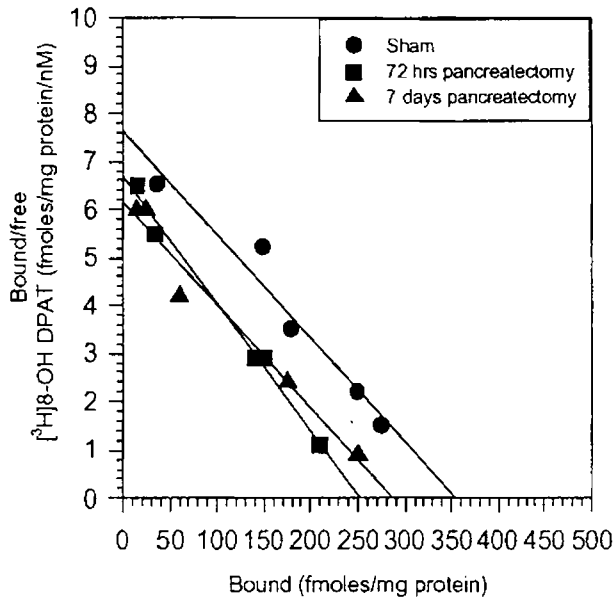 Sham
72 hrs pancreatectomy
7 days pancreatectomy
Bound/free
[³H]8-OH DPAT (fmoles/mg protein/nM)
10
9
8
7
6
5
4
3
2
1
0
0 50 100 150 200 250 300 350 400 450 500
Bound (fmoles/mg protein)